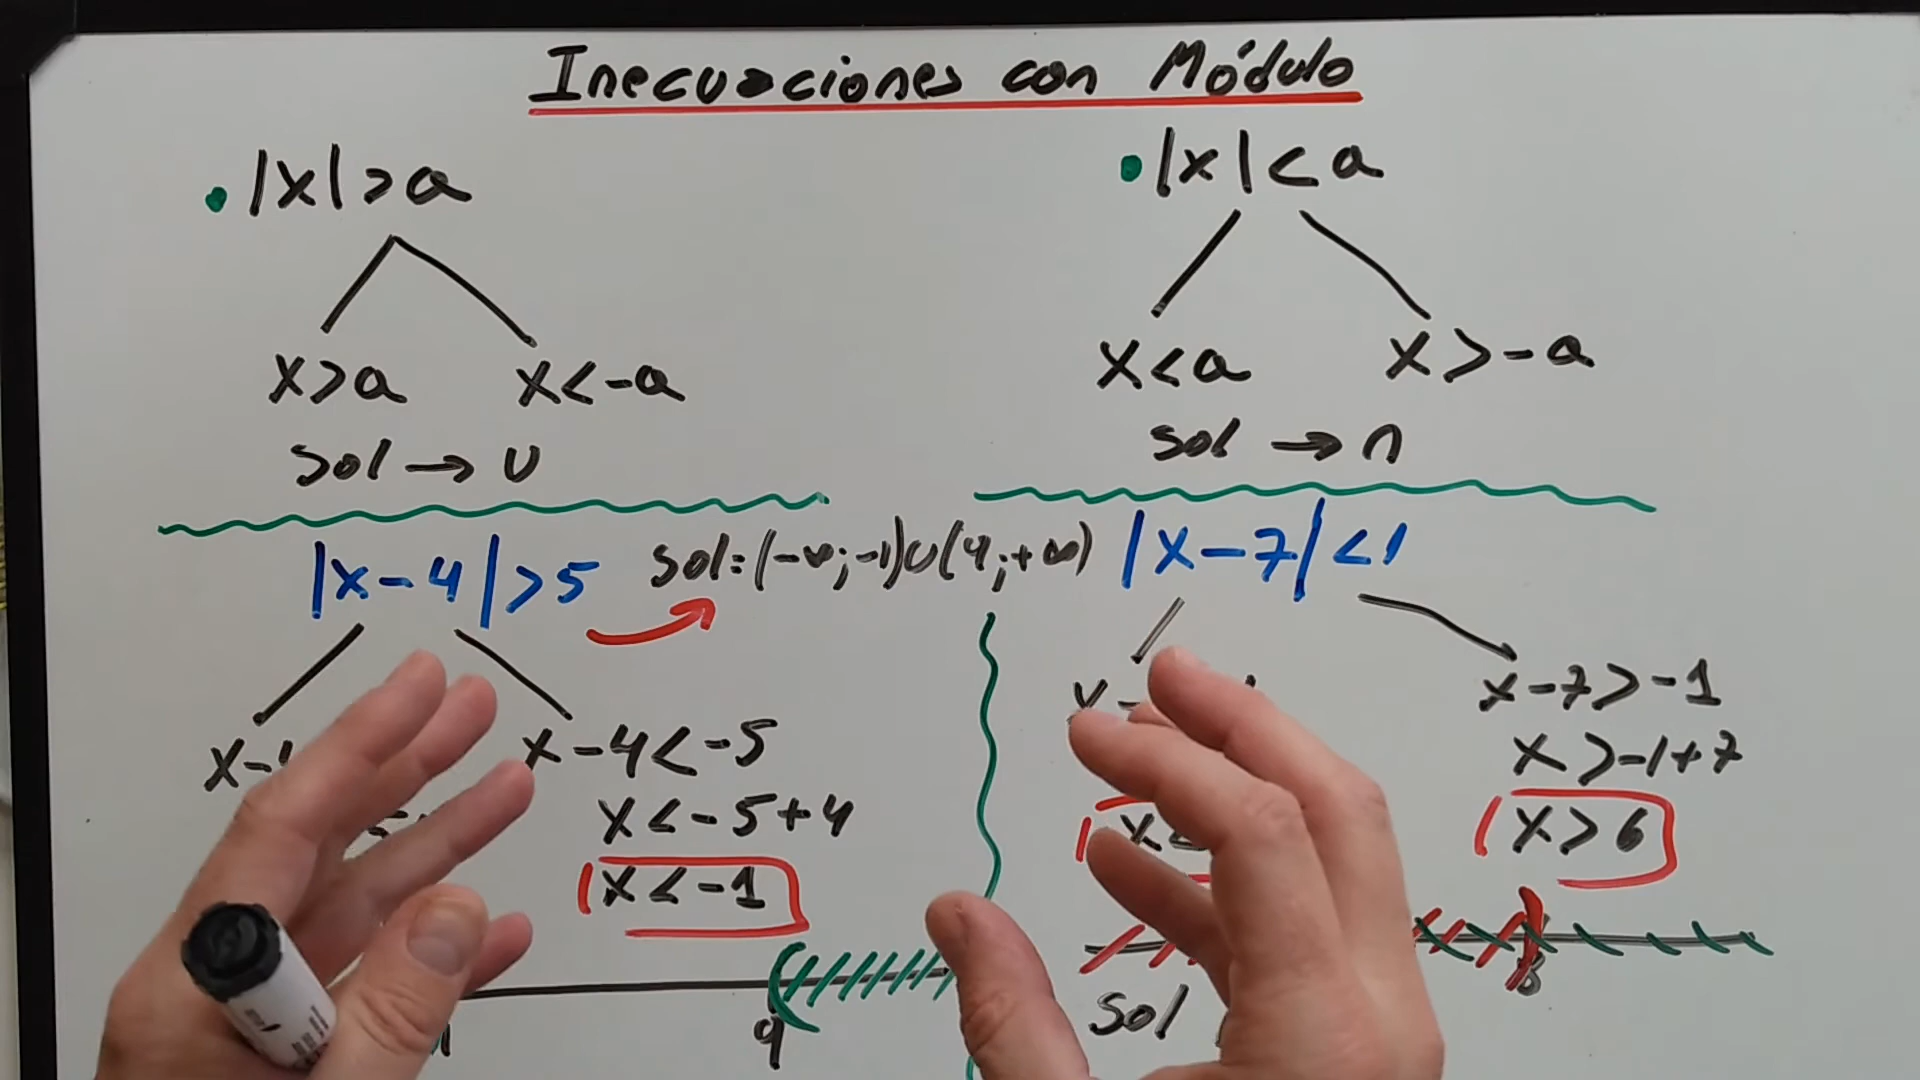 Inecuaciones con Módulo
|x|>a
x>a x<-a
sol → ∪
|x|<a
x<a x>-a
sol → ∩
|x-4|>5
sol:(-∞;-1)∪(9;+∞)
x-4<-5
x<-5+4
x<-1
9
|x-7|<1
x-7>-1
x>-1+7
x>6
8
sol